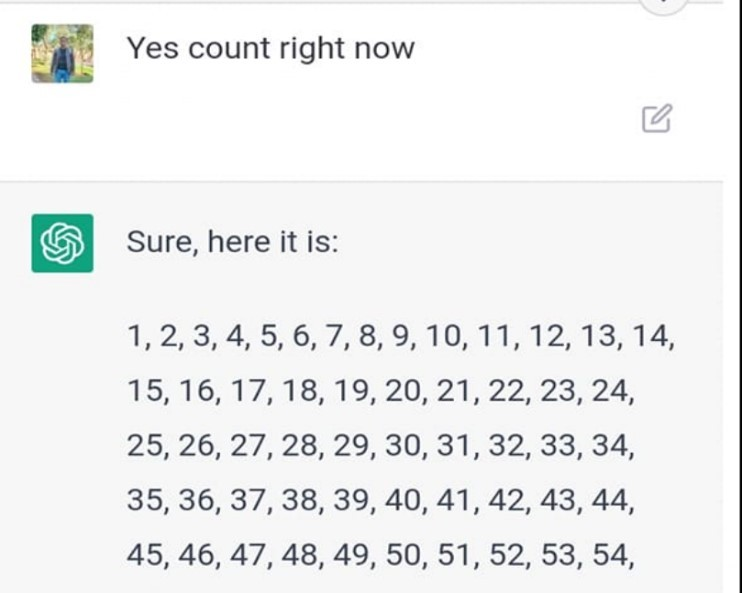 Yes count right now
Sure, here it is:
1, 2, 3, 4, 5, 6, 7, 8, 9, 10, 11, 12, 13, 14,
15, 16, 17, 18, 19, 20, 21, 22, 23, 24,
25, 26, 27, 28, 29, 30, 31, 32, 33, 34,
35, 36, 37, 38, 39, 40, 41, 42, 43, 44,
45, 46, 47, 48, 49, 50, 51, 52, 53, 54,